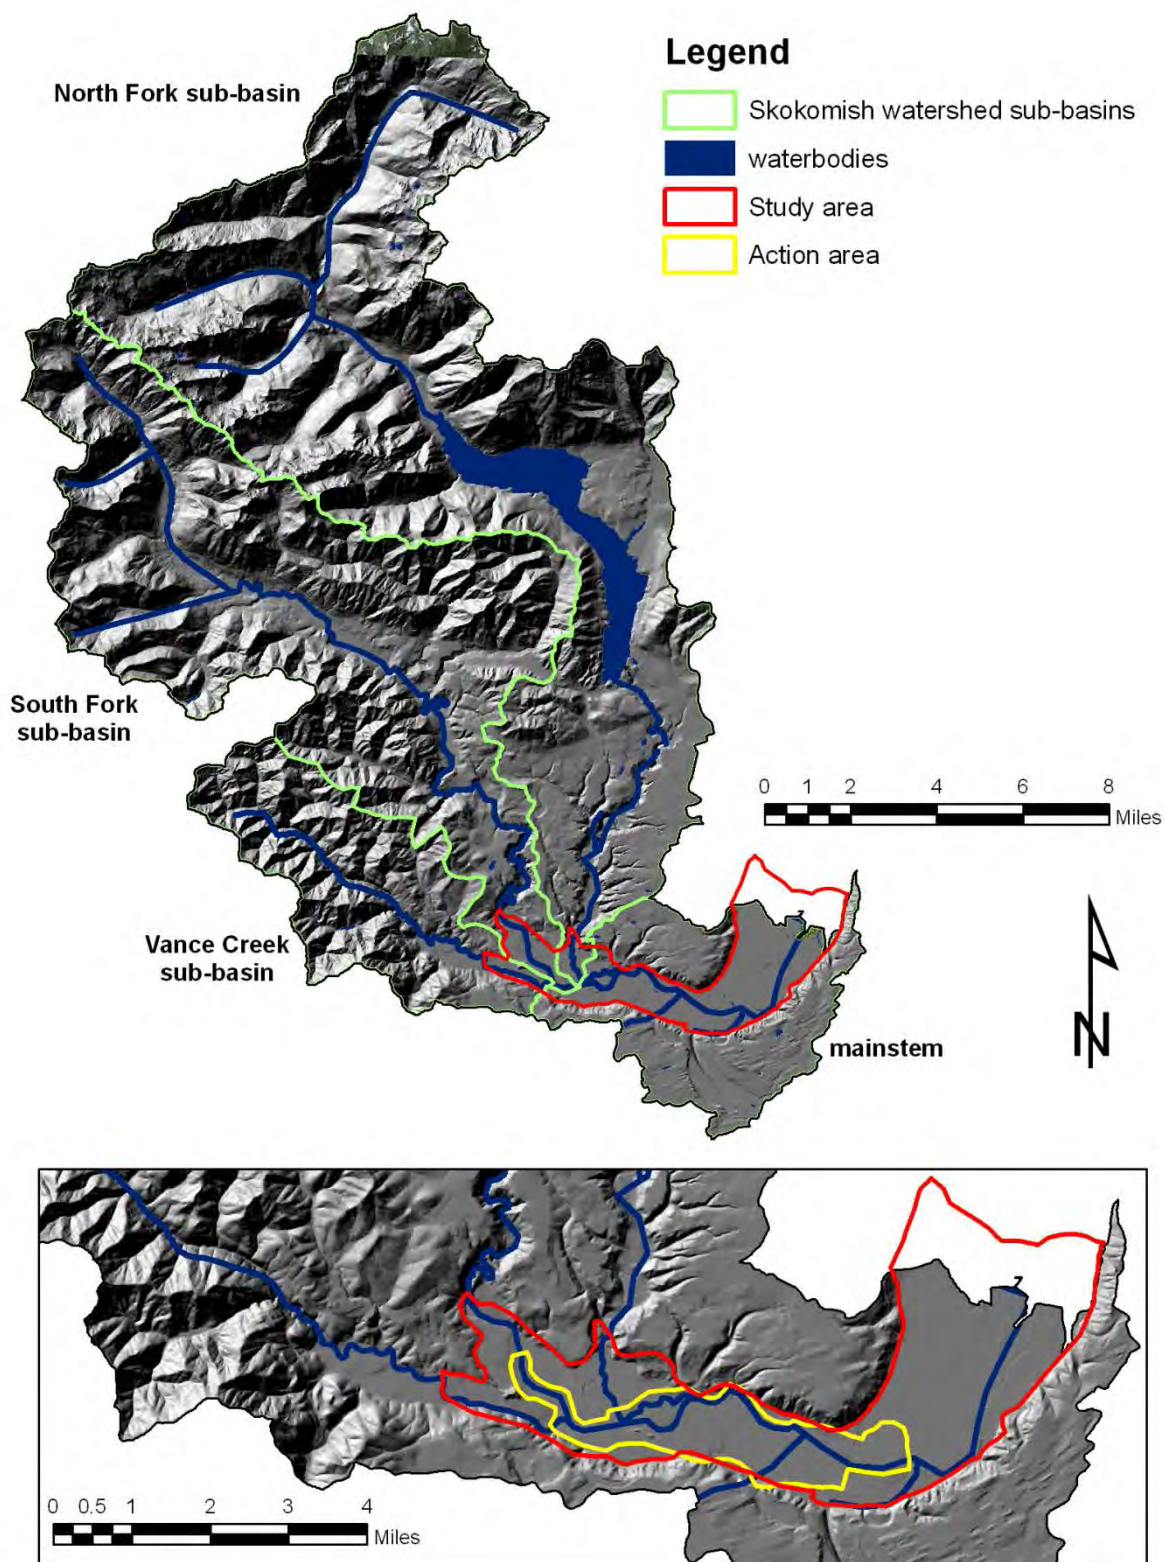 Legend
North Fork sub-basin
Skokomish watershed sub-basins
waterbodies
Study area
Action area
South Fork
sub-basin
0 1 2 4 6 8
Miles
Vance Creek
sub-basin
N
mainstem
0 0.5 1 2 3 4
Miles